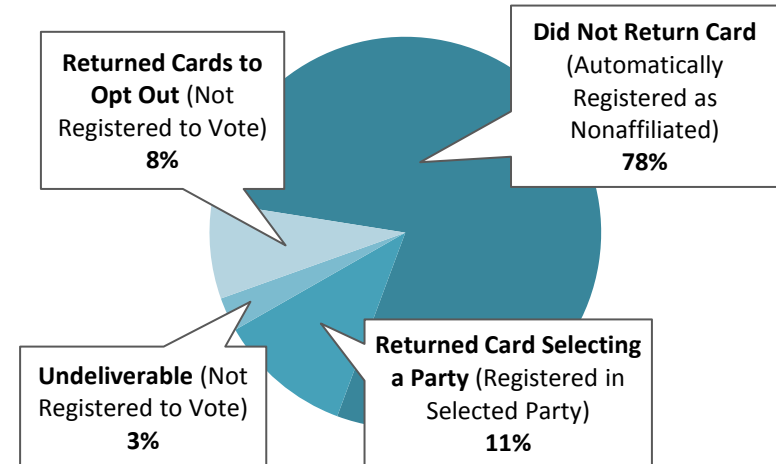 Returned Cards to
Opt Out (Not
Registered to Vote)
8%
Did Not Return Card
(Automatically
Registered as
Nonaffiliated)
78%
Undeliverable (Not
Registered to Vote)
3%
Returned Card Selecting
a Party (Registered in
Selected Party)
11%